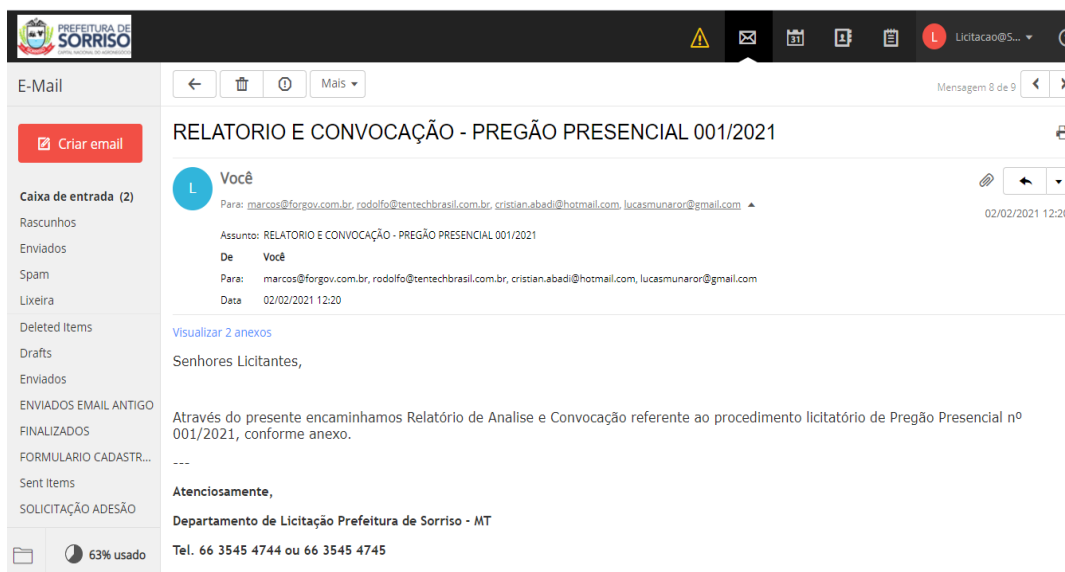 PREFEITURA DE
SORRISO
CAPITAL NACIONAL DO AGRONEGÓCIO
31
L
Licitacao@S...
E-Mail
Mais
Mensagem 8 de 9
Criar email
RELATORIO E CONVOCAÇÃO - PREGÃO PRESENCIAL 001/2021
L
Você
Para: marcos@forgov.com.br, rodolfo@tentechbrasil.com.br, cristian.abadi@hotmail.com, lucasmunaror@gmail.com
02/02/2021 12:20
Assunto: RELATORIO E CONVOCAÇÃO - PREGÃO PRESENCIAL 001/2021
De Você
Para: marcos@forgov.com.br, rodolfo@tentechbrasil.com.br, cristian.abadi@hotmail.com, lucasmunaror@gmail.com
Data 02/02/2021 12:20
Caixa de entrada (2)
Rascunhos
Enviados
Spam
Lixeira
Deleted Items
Drafts
Enviados
ENVIADOS EMAIL ANTIGO
FINALIZADOS
FORMULARIO CADASTR...
Sent Items
SOLICITAÇÃO ADESÃO
63% usado
Visualizar 2 anexos
Senhores Licitantes,
Através do presente encaminhamos Relatório de Analise e Convocação referente ao procedimento licitatório de Pregão Presencial nº
001/2021, conforme anexo.
---
Atenciosamente,
Departamento de Licitação Prefeitura de Sorriso - MT
Tel. 66 3545 4744 ou 66 3545 4745